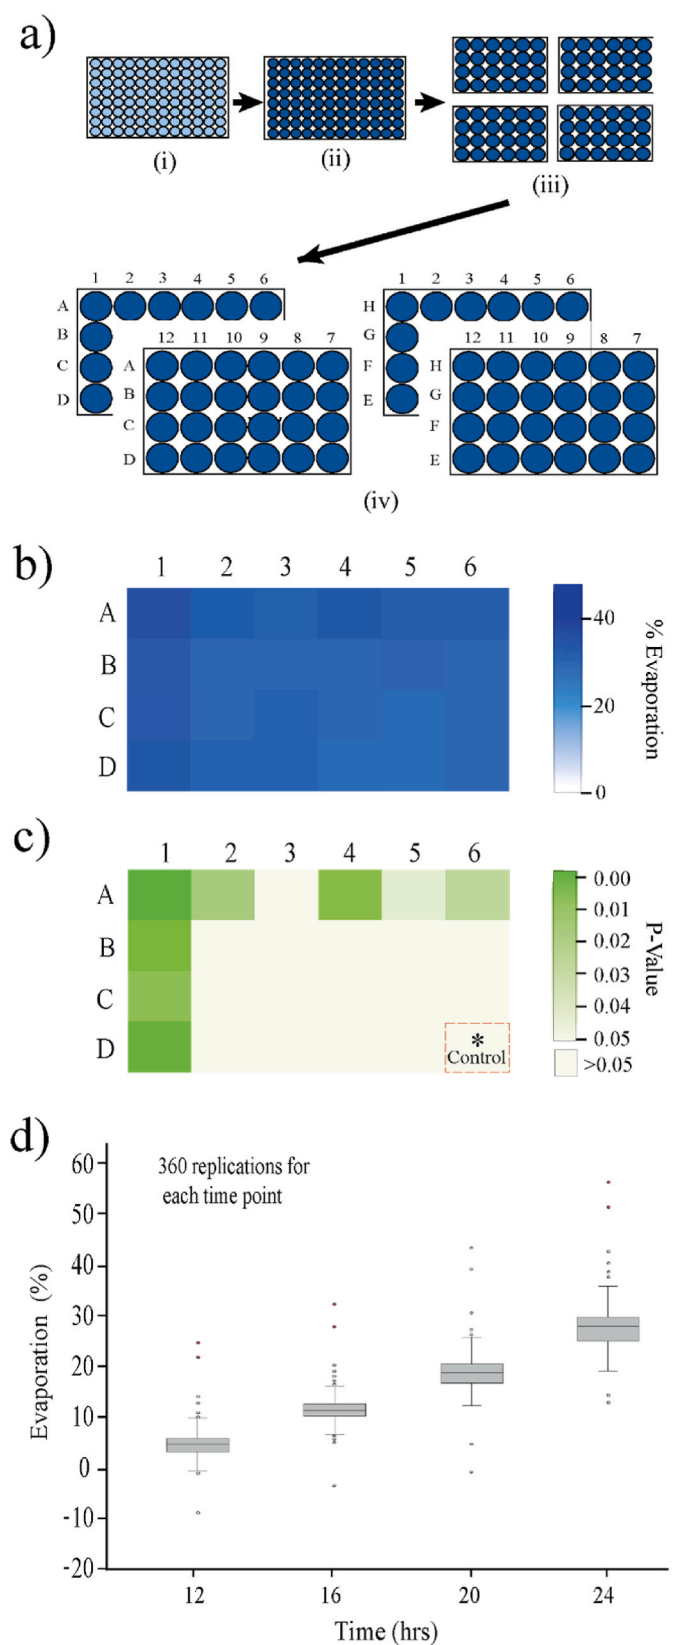 a)
(i)
(ii)
(iii)
1 2 3 4 5 6
A
B
C
D
12 11 10 9 8 7
A
B
C
D
1 2 3 4 5 6
H
G
F
E
12 11 10 9 8 7
H
G
F
E
(iv)
b)
1 2 3 4 5 6
A
B
C
D
40
20
0
% Evaporation
c)
1 2 3 4 5 6
A
B
C
D
*
Control
0.00
0.01
0.02
0.03
0.04
0.05
>0.05
P-Value
d)
360 replications for
each time point
60
50
40
30
20
10
0
-10
-20
Evaporation (%)
12 16 20 24
Time (hrs)